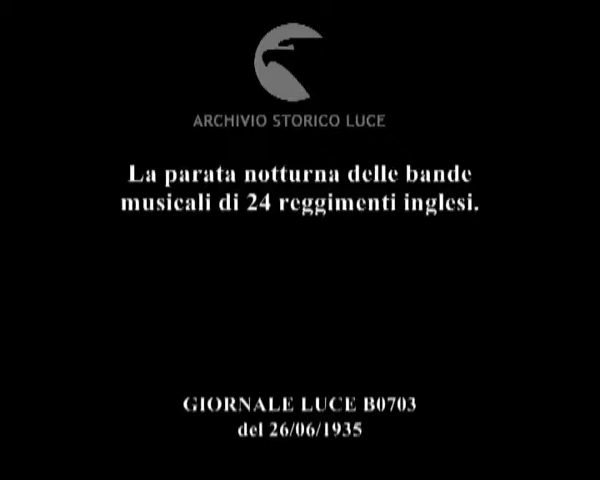 ARCHIVIO STORICO LUCE
La parata notturna delle bande
musicali di 24 reggimenti inglesi.
GIORNALE LUCE B0703
del 26/06/1935